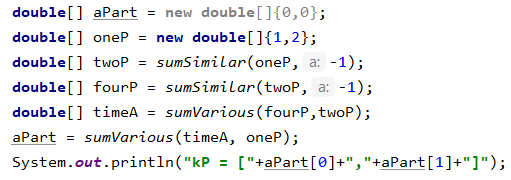 double[] aPart = new double[]{0,0};
double[] oneP = new double[]{1,2};
double[] twoP = sumSimilar(oneP, a: -1);
double[] fourP = sumSimilar(twoP, a: -1);
double[] timeA = sumVarious(fourP,twoP);
aPart = sumVarious(timeA, oneP);
System.out.println("kP = ["+aPart[0]+","+aPart[1]+"]");